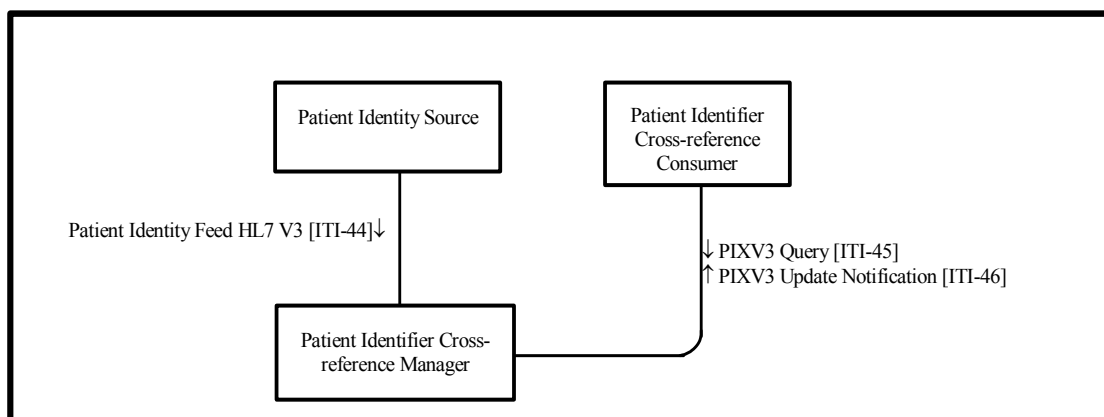 Patient Identity Source
Patient Identifier
Cross-reference
Consumer
Patient Identity Feed HL7 V3 [ITI-44]↓
↓ PIXV3 Query [ITI-45]
↑ PIXV3 Update Notification [ITI-46]
Patient Identifier Cross-
reference Manager